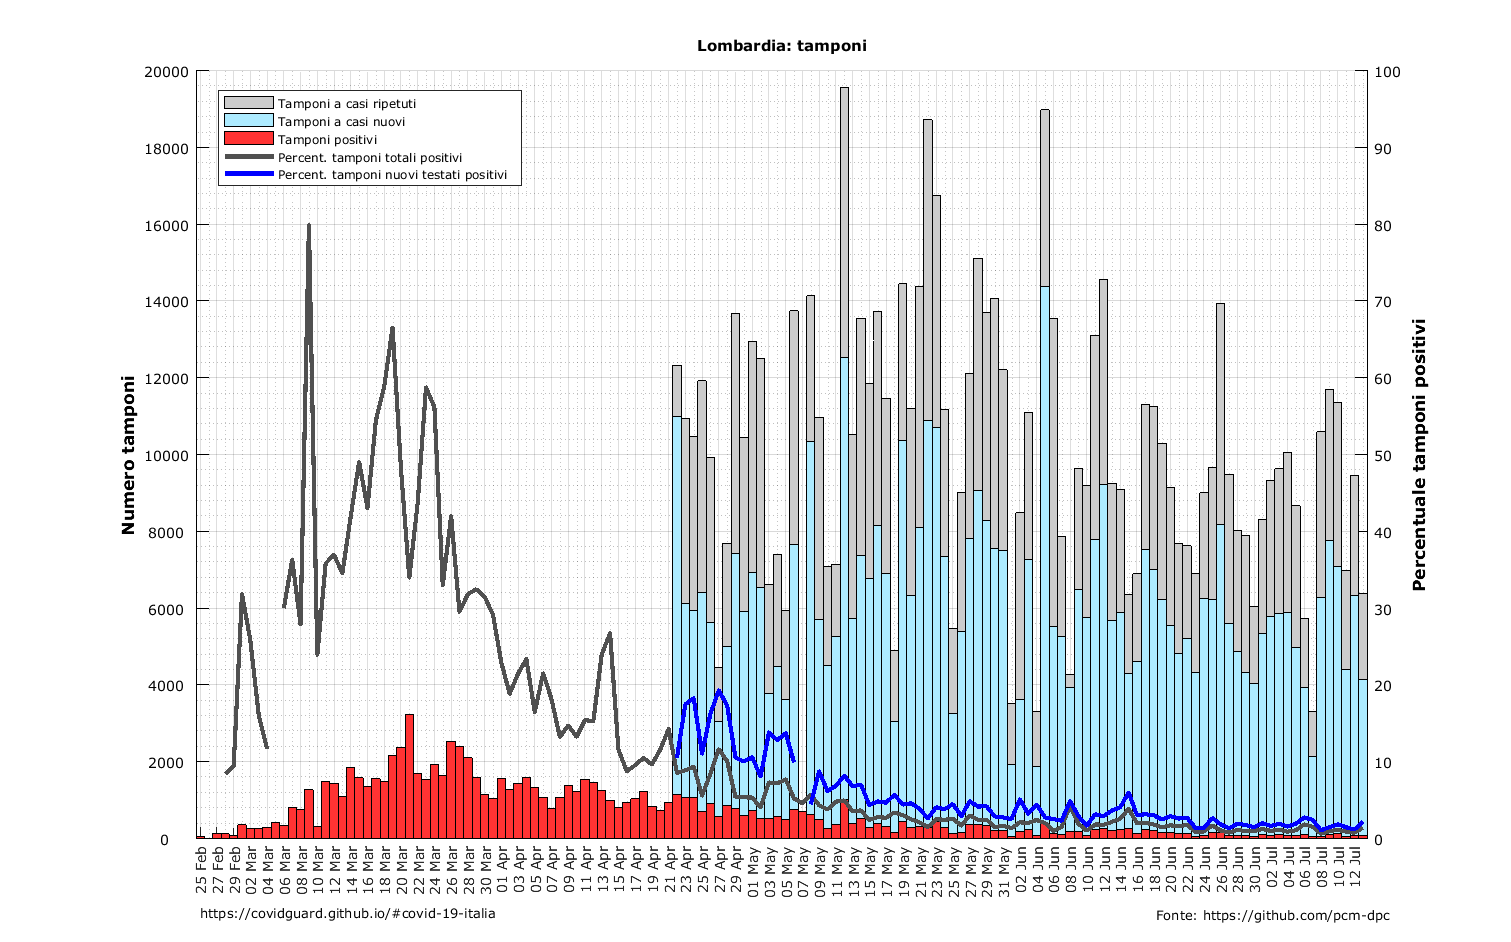 Lombardia: tamponi
Tamponi a casi ripetuti
Tamponi a casi nuovi
Tamponi positivi
Percent. tamponi totali positivi
Percent. tamponi nuovi testati positivi
Numero tamponi
20000
18000
16000
14000
12000
10000
8000
6000
4000
2000
0
100
90
80
70
60
50
40
30
20
10
0
Percentuale tamponi positivi
25 Feb
27 Feb
29 Feb
02 Mar
04 Mar
06 Mar
08 Mar
10 Mar
12 Mar
14 Mar
16 Mar
18 Mar
20 Mar
22 Mar
24 Mar
26 Mar
28 Mar
30 Mar
01 Apr
03 Apr
05 Apr
07 Apr
09 Apr
11 Apr
13 Apr
15 Apr
17 Apr
19 Apr
21 Apr
23 Apr
25 Apr
27 Apr
29 Apr
01 May
03 May
05 May
07 May
09 May
11 May
13 May
15 May
17 May
19 May
21 May
23 May
25 May
27 May
29 May
31 May
02 Jun
04 Jun
06 Jun
08 Jun
10 Jun
12 Jun
14 Jun
16 Jun
18 Jun
20 Jun
22 Jun
24 Jun
26 Jun
28 Jun
30 Jun
02 Jul
04 Jul
06 Jul
08 Jul
10 Jul
12 Jul
https://covidguard.github.io/#covid-19-italia
Fonte: https://github.com/pcm-dpc